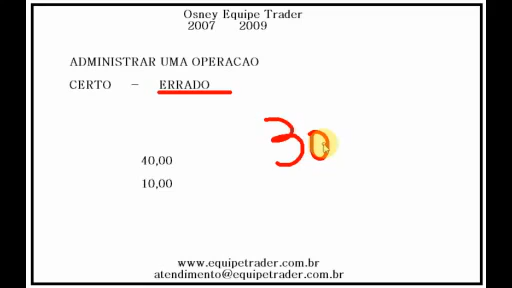 Osney Equipe Trader
2007 2009
ADMINISTRAR UMA OPERACAO
CERTO - ERRADO
30
40,00
10,00
www.equipetrader.com.br
atendimento@equipetrader.com.br